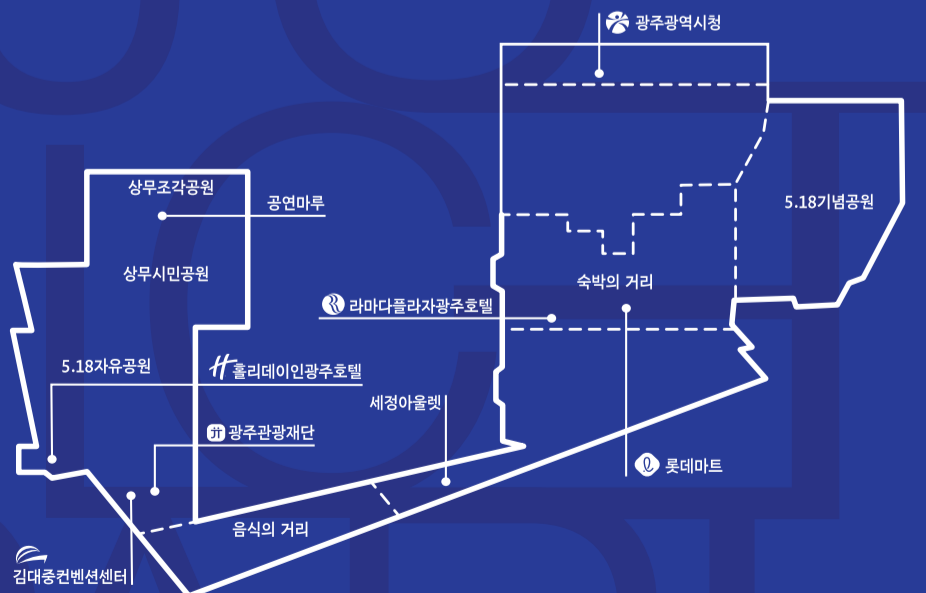 광주광역시청
상무조각공원
공연마루
5.18기념공원
상무시민공원
숙박의 거리
라마다플라자광주호텔
5.18자유공원
홀리데이인광주호텔
세정아울렛
광주관광재단
롯데마트
음식의 거리
김대중컨벤션센터